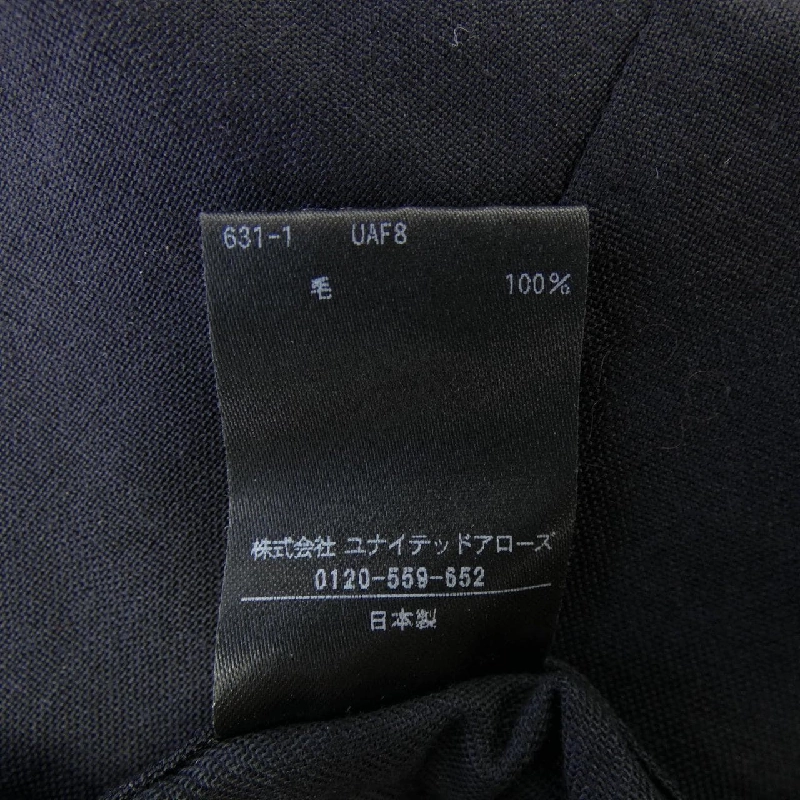 631-1 UAF8
毛 100%
株式会社 ユナイテッドアローズ
0120-559-652
日本製